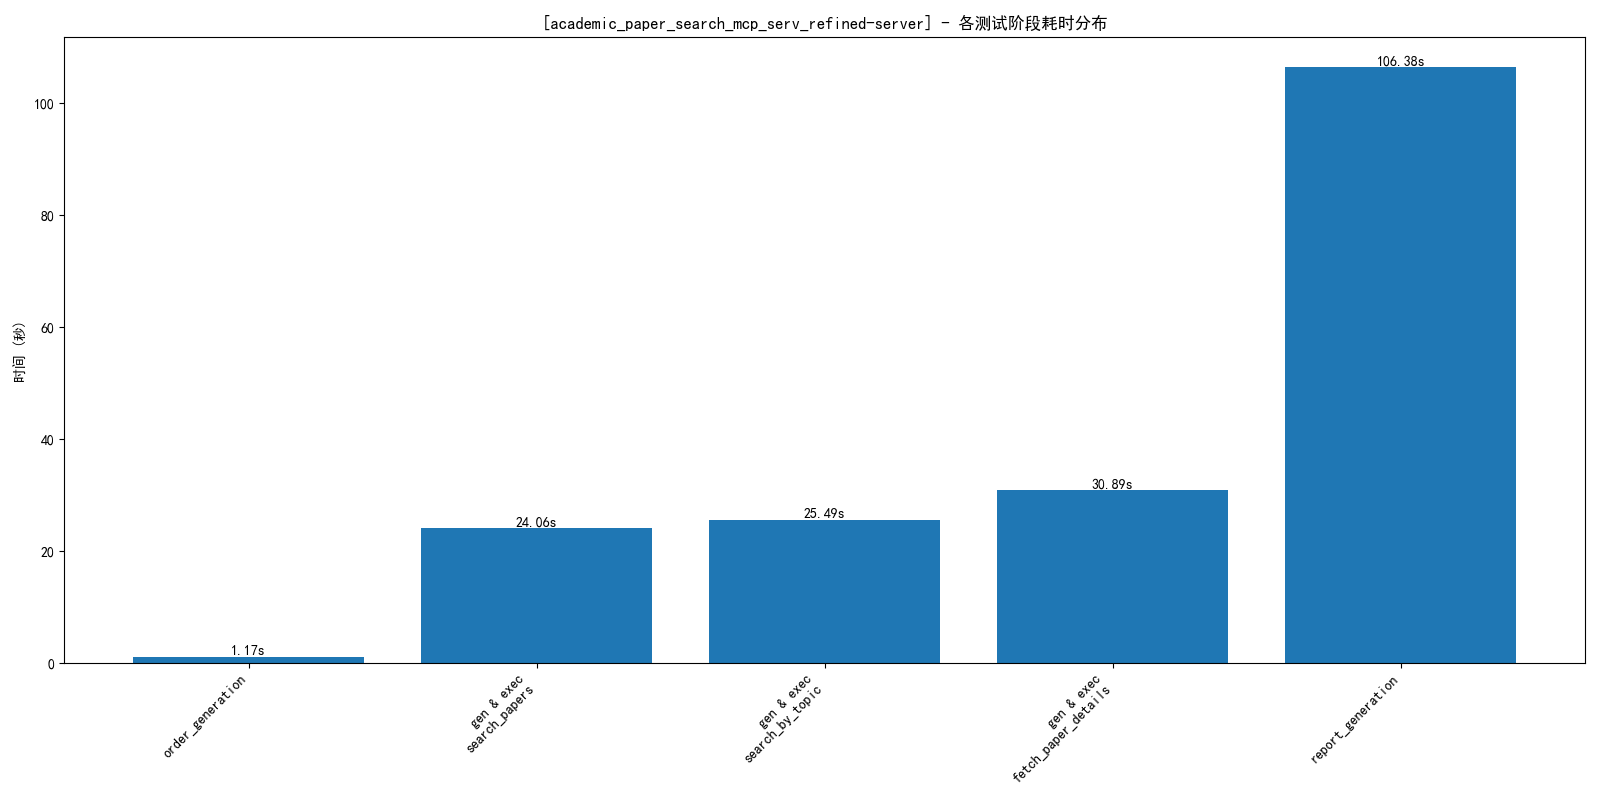 [academic_paper_search_mcp_serv_refined-server] - 各测试阶段耗时分布
时间 (秒)
100
80
60
40
20
0
1.17s
24.06s
25.49s
30.89s
106.38s
order_generation
gen & exec
search_papers
gen & exec
search_by_topic
gen & exec
fetch_paper_details
report_generation